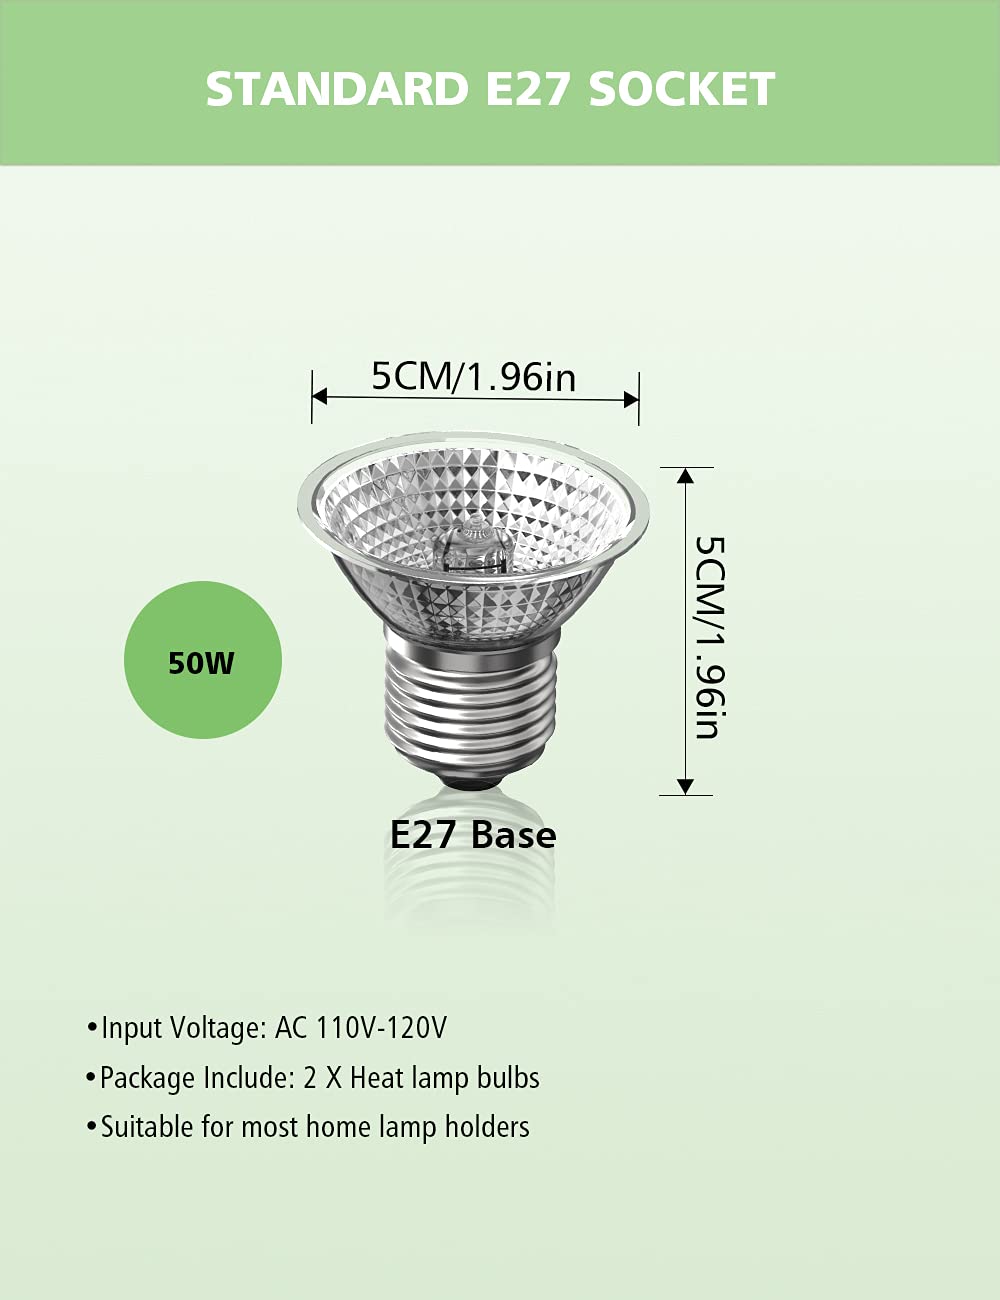 STANDARD E27 SOCKET
5CM/1.96in
5CM/1.96in
50W
E27 Base
•Input Voltage: AC 110V-120V
•Package Include: 2 X Heat lamp bulbs
•Suitable for most home lamp holders